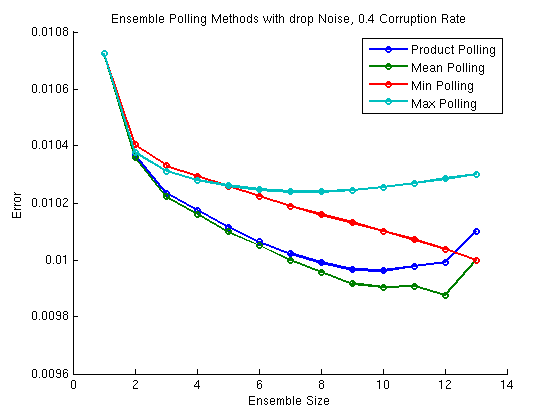 Ensemble Polling Methods with drop Noise, 0.4 Corruption Rate
0.0108
0.0106
0.0104
0.0102
0.01
0.0098
0.0096
Error
Product Polling
Mean Polling
Min Polling
Max Polling
0 2 4 6 8 10 12 14
Ensemble Size